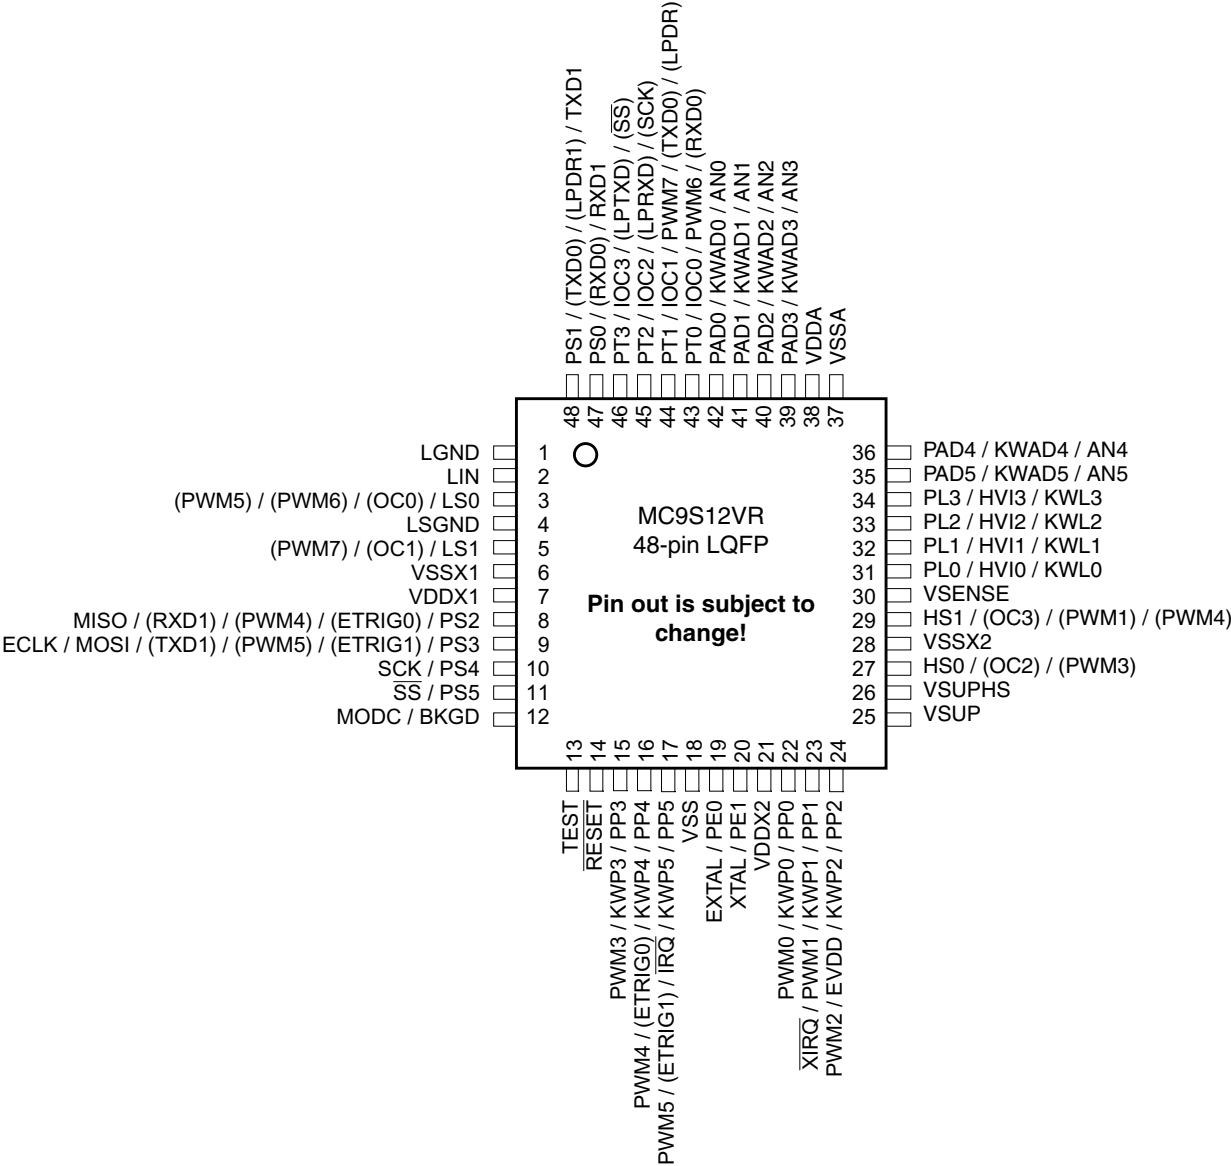 PS1 / (TXD0) / (LPDR1) / TXD1
PS0 / (RXD0) / RXD1
PT3 / IOC3 / (LPTXD) / (SS)
PT2 / IOC2 / (LPRXD) / (SCK)
PT1 / IOC1 / PWM7 / (TXD0) / (LPDR)
PT0 / IOC0 / PWM6 / (RXD0)
PAD0 / KWAD0 / AN0
PAD1 / KWAD1 / AN1
PAD2 / KWAD2 / AN2
PAD3 / KWAD3 / AN3
VDDA
VSSA
48 47 46 45 44 43 42 41 40 39 38 37
LGND 1
LIN 2
(PWM5) / (PWM6) / (OC0) / LS0 3
LSGND 4
(PWM7) / (OC1) / LS1 5
VSSX1 6
VDDX1 7
MISO / (RXD1) / (PWM4) / (ETRIG0) / PS2 8
ECLK / MOSI / (TXD1) / (PWM5) / (ETRIG1) / PS3 9
SCK / PS4 10
SS / PS5 11
MODC / BKGD 12
MC9S12VR
48-pin LQFP
Pin out is subject to
change!
36 PAD4 / KWAD4 / AN4
35 PAD5 / KWAD5 / AN5
34 PL3 / HVI3 / KWL3
33 PL2 / HVI2 / KWL2
32 PL1 / HVI1 / KWL1
31 PL0 / HVI0 / KWL0
30 VSENSE
29 HS1 / (OC3) / (PWM1) / (PWM4)
28 VSSX2
27 HS0 / (OC2) / (PWM3)
26 VSUPHS
25 VSUP
13 14 15 16 17 18 19 20 21 22 23 24
TEST
RESET
PWM3 / KWP3 / PP3
PWM4 / (ETRIG0) / KWP4 / PP4
PWM5 / (ETRIG1) / IRQ / KWP5 / PP5
VSS
EXTAL / PE0
XTAL / PE1
VDDX2
PWM0 / KWP0 / PP0
XIRQ / PWM1 / KWP1 / PP1
PWM2 / EVDD / KWP2 / PP2